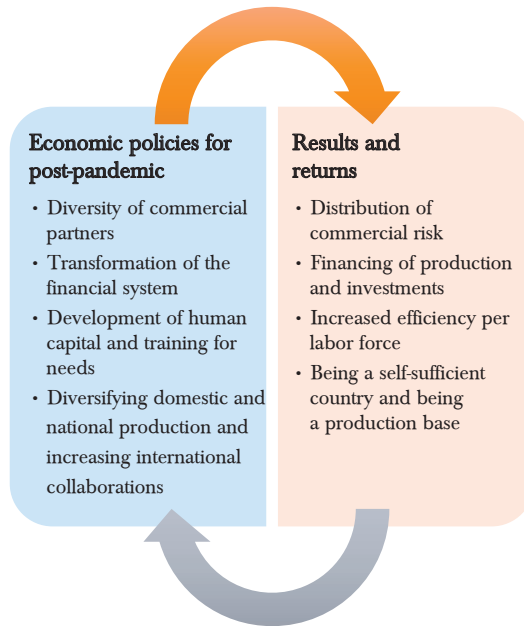 Economic policies for
post-pandemic
· Diversity of commercial
partners
· Transformation of the
financial system
· Development of human
capital and training for
needs
· Diversifying domestic and
national production and
increasing international
collaborations
Results and
returns
· Distribution of
commercial risk
· Financing of production
and investments
· Increased efficiency per
labor force
· Being a self-sufficient
country and being
a production base